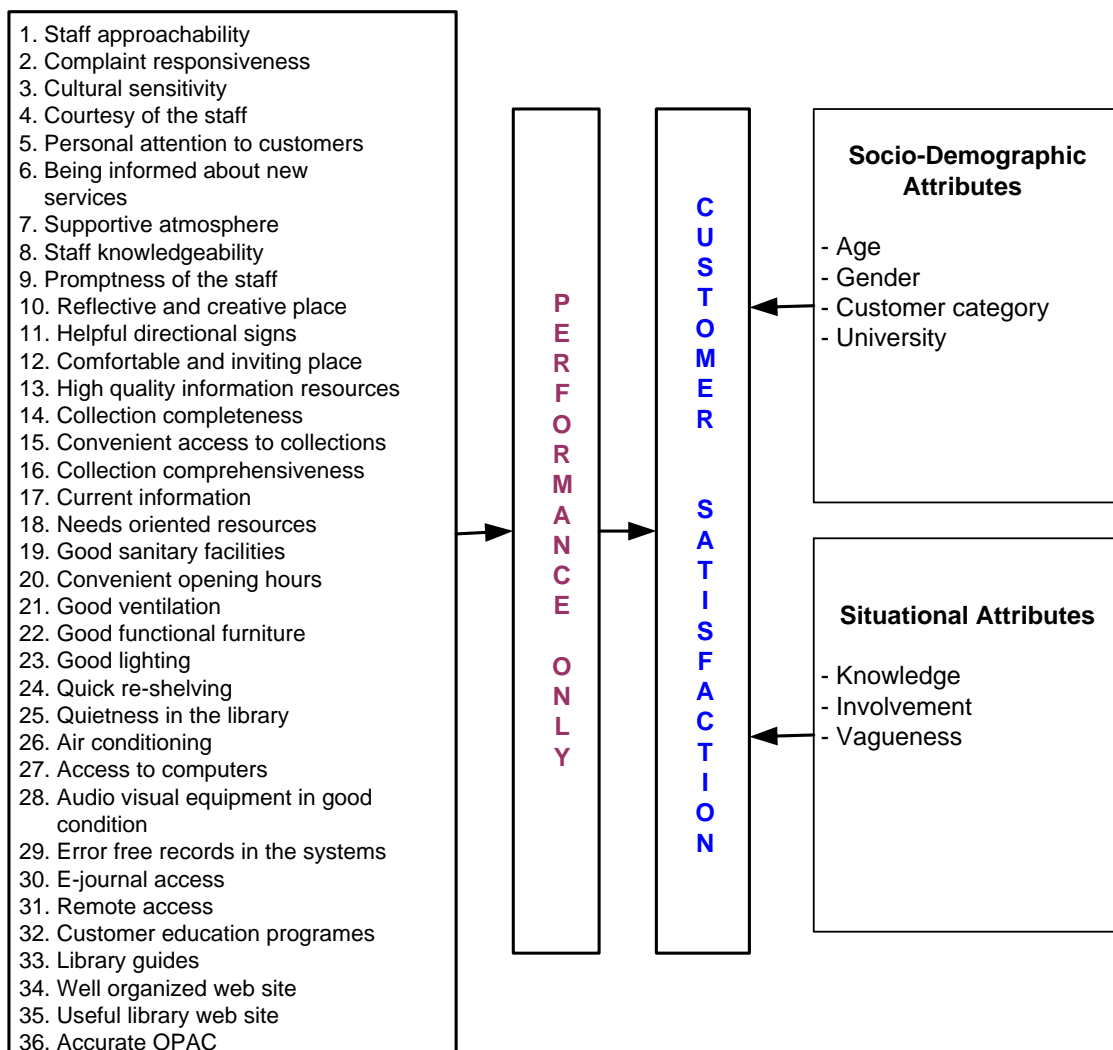 1. Staff approachability
2. Complaint responsiveness
3. Cultural sensitivity
4. Courtesy of the staff
5. Personal attention to customers
6. Being informed about new
services
7. Supportive atmosphere
8. Staff knowledgeability
9. Promptness of the staff
10. Reflective and creative place
11. Helpful directional signs
12. Comfortable and inviting place
13. High quality information resources
14. Collection completeness
15. Convenient access to collections
16. Collection comprehensiveness
17. Current information
18. Needs oriented resources
19. Good sanitary facilities
20. Convenient opening hours
21. Good ventilation
22. Good functional furniture
23. Good lighting
24. Quick re-shelving
25. Quietness in the library
26. Air conditioning
27. Access to computers
28. Audio visual equipment in good
condition
29. Error free records in the systems
30. E-journal access
31. Remote access
32. Customer education programes
33. Library guides
34. Well organized web site
35. Useful library web site
36. Accurate OPAC
PERFORMANCE ONLY
CUSTOMER SATISFACTION
Socio-Demographic
Attributes
- Age
- Gender
- Customer category
- University
Situational Attributes
- Knowledge
- Involvement
- Vagueness